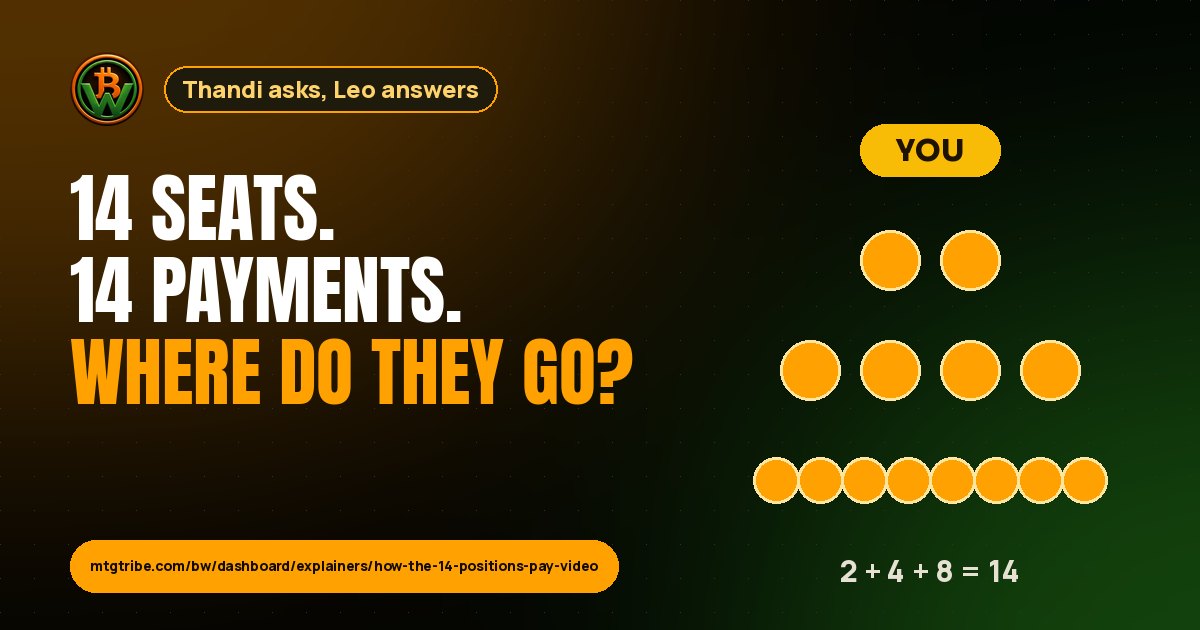 Thandi asks, Leo answers
14 SEATS.
14 PAYMENTS.
WHERE DO THEY GO?
mtgtribe.com/bw/dashboard/explainers/how-the-14-positions-pay-video
YOU
2 + 4 + 8 = 14